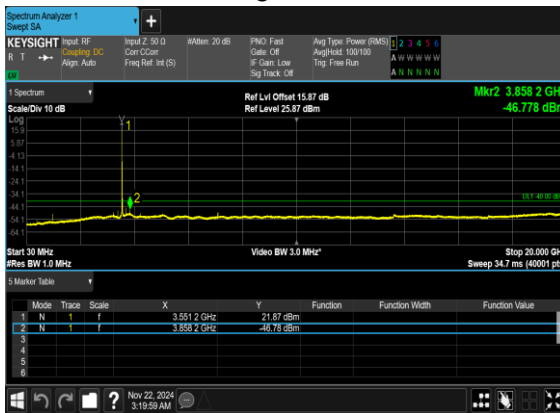 Spectrum Analyzer 1
Swept SA
+
KEYSIGHT Input: RF Input Z: 50 Ω #Atten: 20 dB PNO: Fast Avg Type: Power (RMS) 1 2 3 4 5 6
R T Coupling: DC Corr CCorr Gate: Off Avg|Hold: 100/100 A W W W W W
Align: Auto Freq Ref: Int (S) IF Gain: Low Trig: Free Run
Sig Track: Off A N N N N N
1 Spectrum
Ref Lvl Offset 15.87 dB Mkr2 3.858 2 GH
Scale/Div 10 dB Ref Level 25.87 dBm -46.778 dBr
Log
1
15.9
5.87
-4.13
-14.1
-24.1
-34.1
2
-44.1
-54.1
-64.1
Start 30 MHz Video BW 3.0 MHz* Stop 20.000 GH
#Res BW 1.0 MHz Sweep 34.7 ms (40001 pt
5 Marker Table
Mode Trace Scale X Y Function Function Width Function Value
1 N 1 f 3.551 2 GHz 21.87 dBm
2 N 1 f 3.858 2 GHz -46.78 dBm
3
4
5
6
? Nov 22, 2024
3:19:59 AM